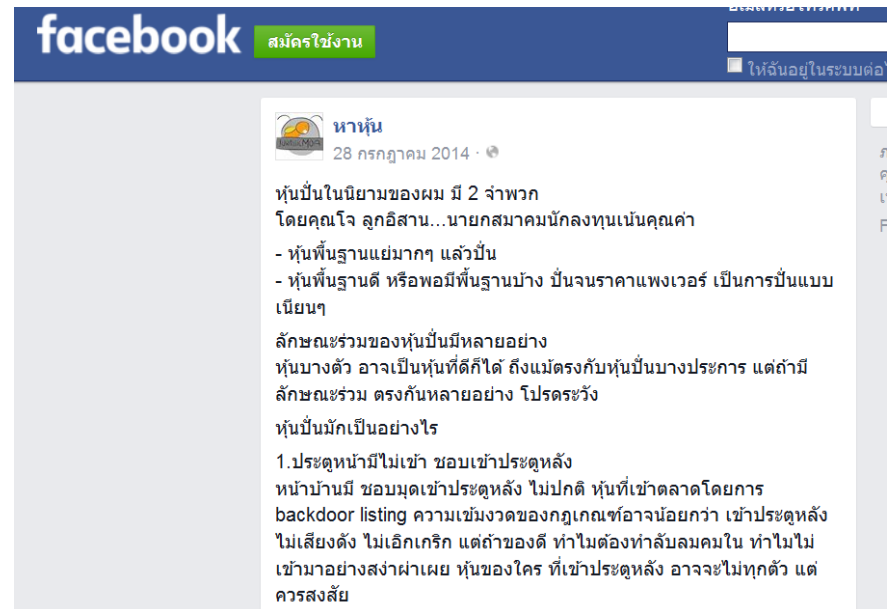 facebook
สมัครใช้งาน
ให้ฉันอยู่ในระบบต่อ
หาหุ้น
28 กรกฎาคม 2014
หุ้นปั่นในนิยามของผม มี 2 จำพวก
โดยคุณโจ ลูกอิสาน...นายกสมาคมนักลงทุนเน้นคุณค่า
- หุ้นพื้นฐานแย่มากๆ แล้วปั่น
- หุ้นพื้นฐานดี หรือพอมีพื้นฐานบ้าง ปั่นจนราคาแพงเวอร์ เป็นการปั่นแบบ
เนียนๆ
ลักษณะร่วมของหุ้นปั่นมีหลายอย่าง
หุ้นบางตัว อาจเป็นหุ้นที่ดีก็ได้ ถึงแม้ตรงกับหุ้นปั่นบางประการ แต่ถ้ามี
ลักษณะร่วม ตรงกันหลายอย่าง โปรดระวัง
หุ้นปั่นมักเป็นอย่างไร
1.ประตูหน้ามีไม่เข้า ชอบเข้าประตูหลัง
หน้าบ้านมี ชอบมุดเข้าประตูหลัง ไม่ปกติ หุ้นที่เข้าตลาดโดยการ
backdoor listing ความเข้มงวดของกฎเกณฑ์อาจน้อยกว่า เข้าประตูหลัง
ไม่เสียงดัง ไม่เอิกเกริก แต่ถ้าของดี ทำไมต้องทำลับลมคมใน ทำไมไม่
เข้ามาอย่างสง่าผ่าเผย หุ้นของใคร ที่เข้าประตูหลัง อาจจะไม่ทุกตัว แต่
ควรสงสัย